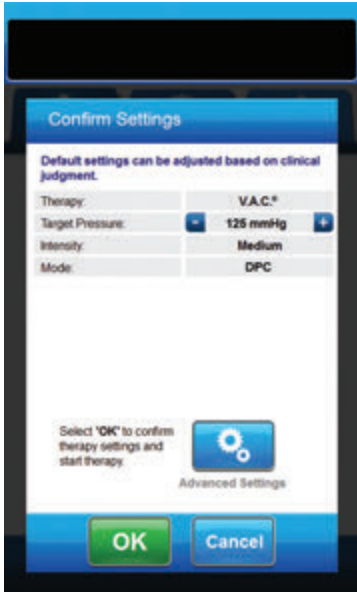 Confirm Settings
Default settings can be adjusted based on clinical
judgment.
Therapy: V.A.C.®
Target Pressure: - 125 mmHg +
Intensity: Medium
Mode: DPC
Select 'OK' to confirm
therapy settings and
start therapy.
Advanced Settings
OK Cancel